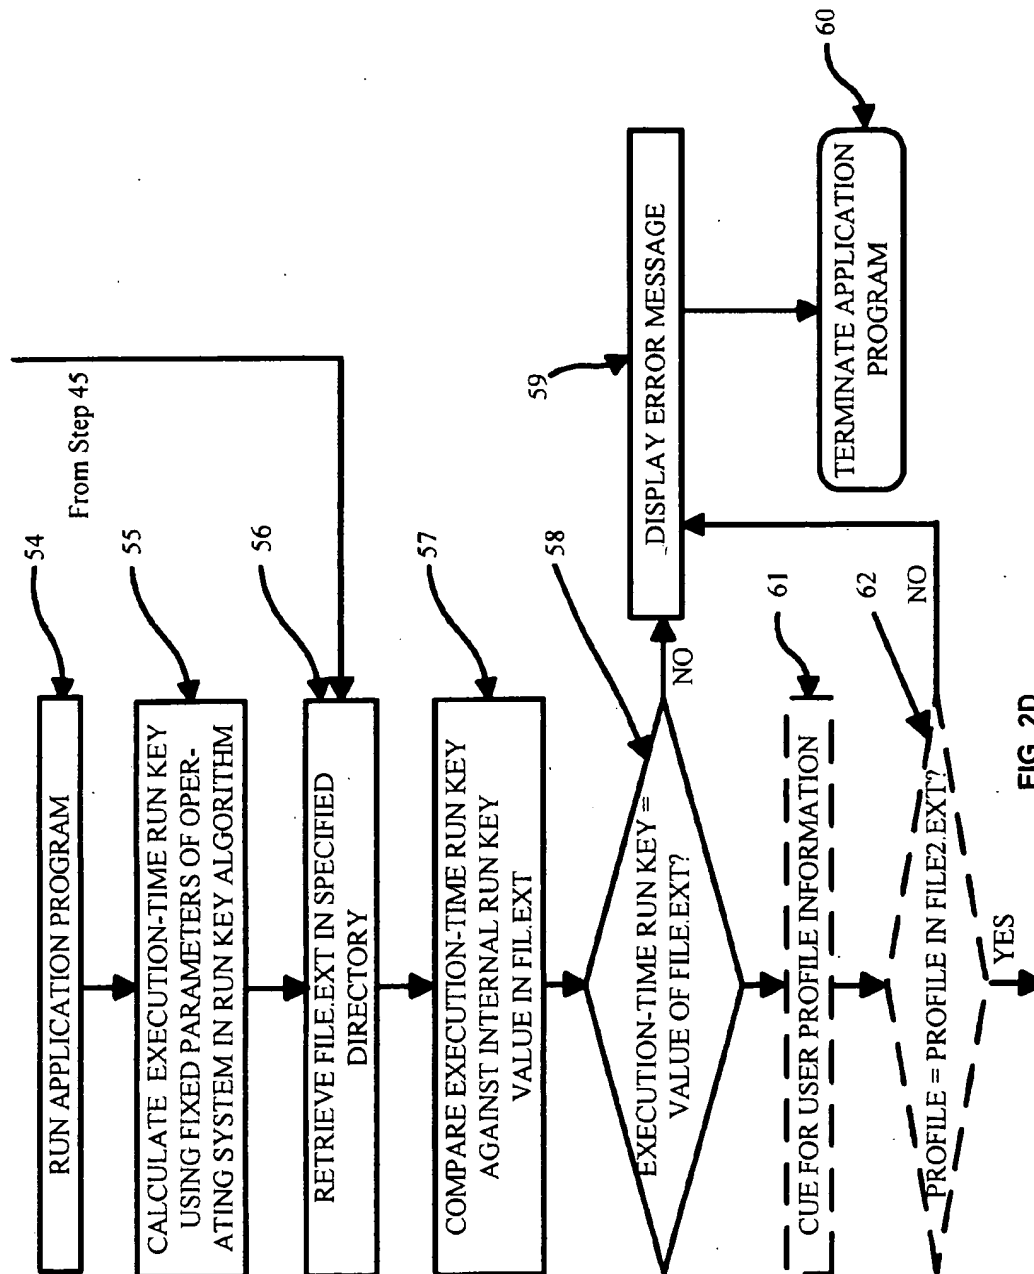 54
RUN APPLICATION PROGRAM
From Step 45
55
CALCULATE EXECUTION-TIME RUN KEY
USING FIXED PARAMETERS OF OPER-
ATING SYSTEM IN RUN KEY ALGORITHM
56
RETRIEVE FILE.EXT IN SPECIFIED
DIRECTORY
57
COMPARE EXECUTION-TIME RUN KEY
AGAINST INTERNAL RUN KEY
VALUE IN FIL.EXT
58
EXECUTION-TIME RUN KEY =
VALUE OF FILE.EXT?
NO
59
DISPLAY ERROR MESSAGE
60
TERMINATE APPLICATION
PROGRAM
61
CUE FOR USER PROFILE INFORMATION
62
PROFILE = PROFILE IN FILE2.EXT?
NO
YES
FIG. 2D